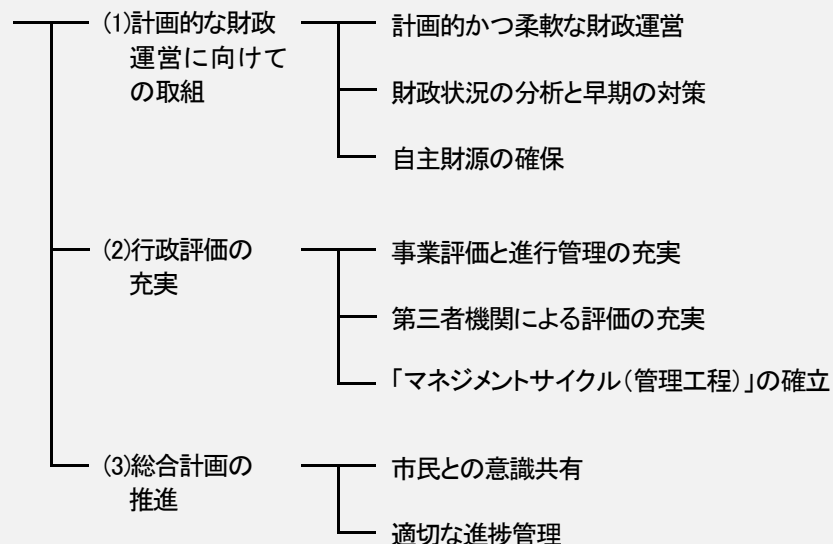 (1)計画的な財政
運営に向けて
の取組
計画的かつ柔軟な財政運営
財政状況の分析と早期の対策
自主財源の確保
(2)行政評価の
充実
事業評価と進行管理の充実
第三者機関による評価の充実
「マネジメントサイクル(管理工程)」の確立
(3)総合計画の
推進
市民との意識共有
適切な進捗管理